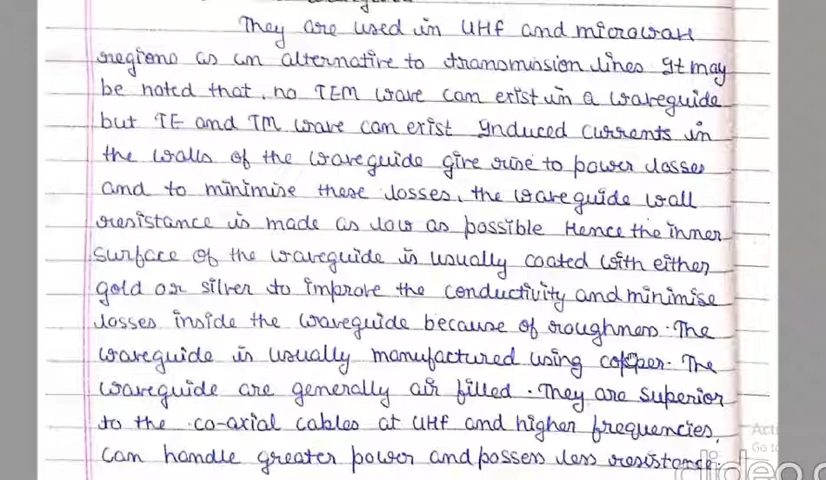 They are used in UHf and microwave
regions as an alternative to transmission lines It may
be noted that, no TEM wave can exist in a waveguide
but TE and TM wave can exist Induced currents in
the walls of the waveguide give rise to power losses
and to minimise these losses, the waveguide wall
resistance is made as low as possible Hence the inner
surface of the waveguide is usually coated with either
gold or silver to improve the conductivity and minimise
losses inside the waveguide because of roughness. The
waveguide is usually manufactured using copper. The
waveguide are generally air filled. They are superior
to the co-axial cables at UHf and higher frequencies,
can handle greater power and possess less resistance